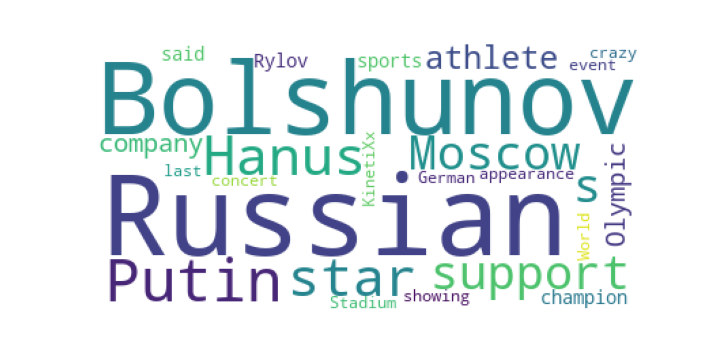 said
Rylov
sports
athlete
crazy
event
Bolshunov
company
Hanus
KinetiXx
Moscow
Olympic
last
concert
German
appearance
s
Russian
World
Putin
star
support
Stadium
showing
champion